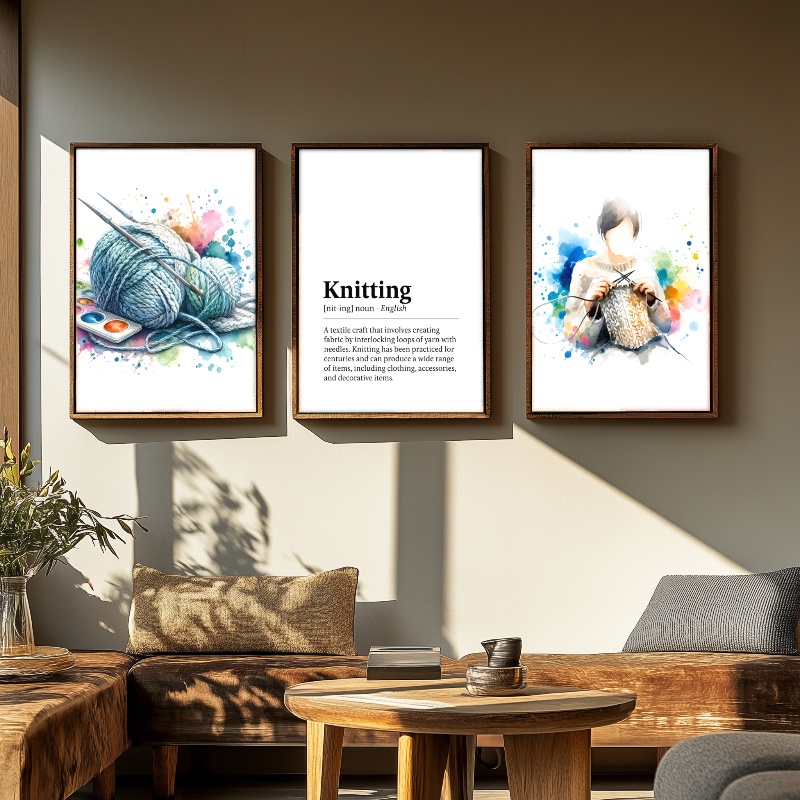 Knitting
[nit·ing] noun · English
A textile craft that involves creating
fabric by interlocking loops of yarn with
needles. Knitting has been practiced for
centuries and can produce a wide range
of items, including clothing, accessories,
and decorative items.